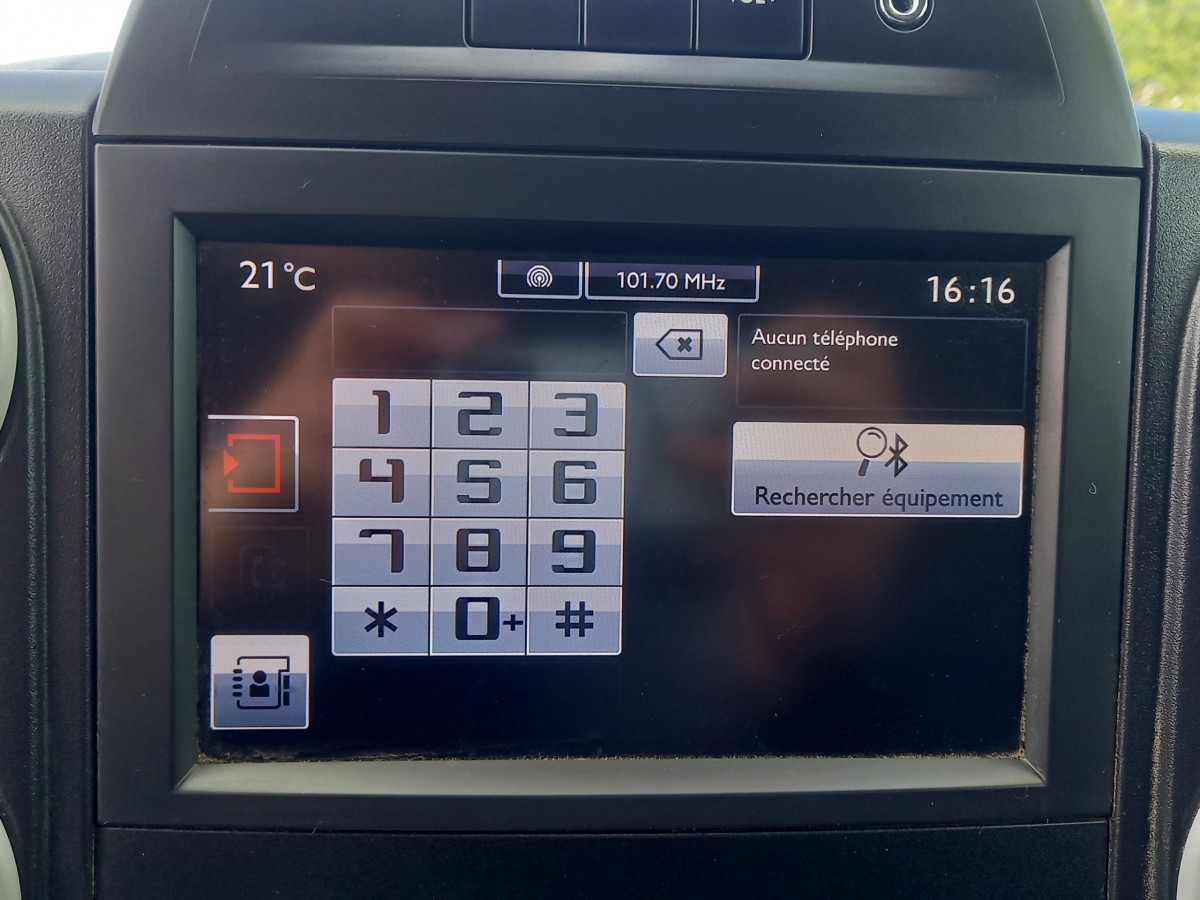 21 °C
101.70 MHz
16:16
Aucun téléphone
connecté
1 2 3
4 5 6
7 8 9
* 0+ #
Rechercher équipement